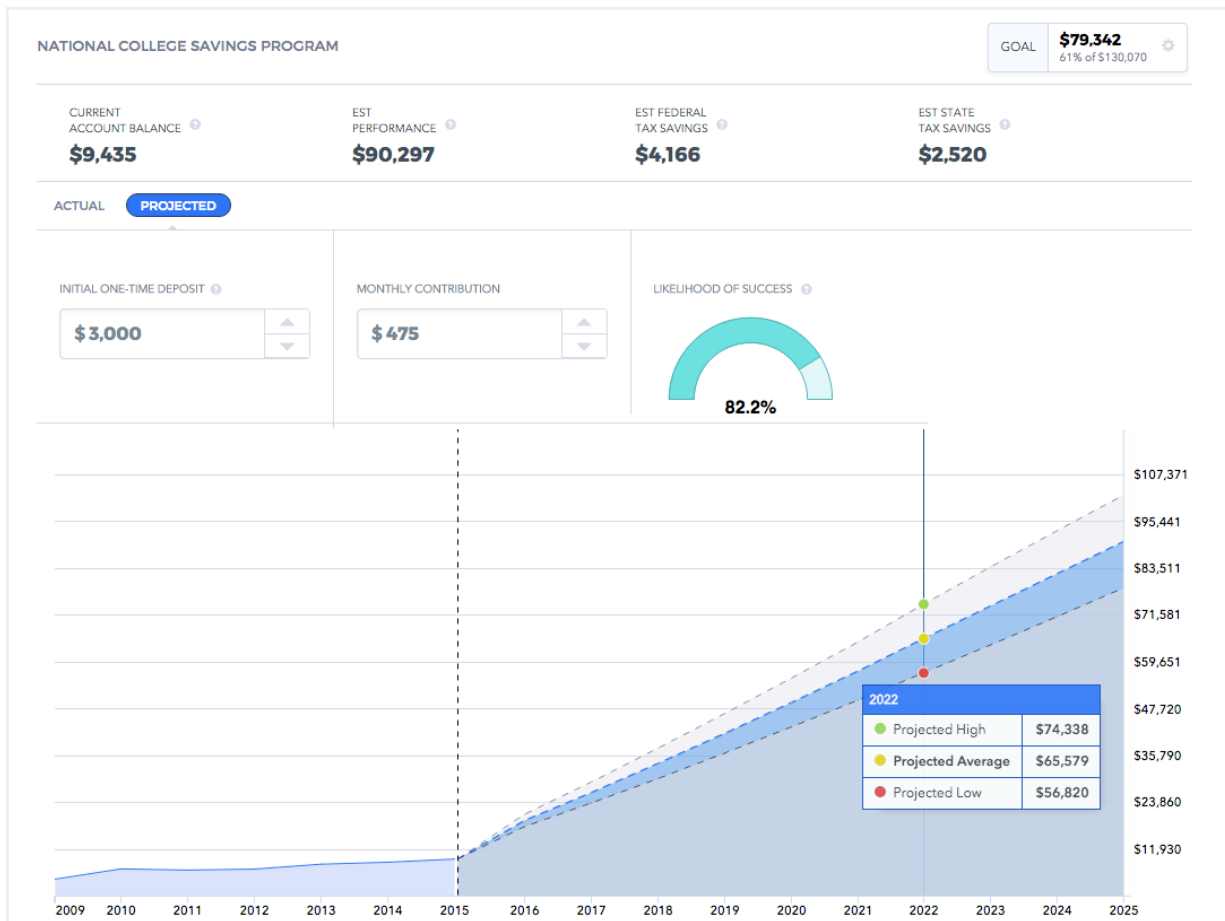 NATIONAL COLLEGE SAVINGS PROGRAM
GOAL
$79,342
61% of $130,070
CURRENT
ACCOUNT BALANCE ?
$9,435
EST
PERFORMANCE ?
$90,297
EST FEDERAL
TAX SAVINGS ?
$4,166
EST STATE
TAX SAVINGS ?
$2,520
ACTUAL
PROJECTED
INITIAL ONE-TIME DEPOSIT ?
$ 3,000
MONTHLY CONTRIBUTION
$ 475
LIKELIHOOD OF SUCCESS ?
82.2%
$107,371
$95,441
$83,511
$71,581
$59,651
$47,720
$35,790
$23,860
$11,930
2022
Projected High $74,338
Projected Average $65,579
Projected Low $56,820
2009 2010 2011 2012 2013 2014 2015 2016 2017 2018 2019 2020 2021 2022 2023 2024 2025